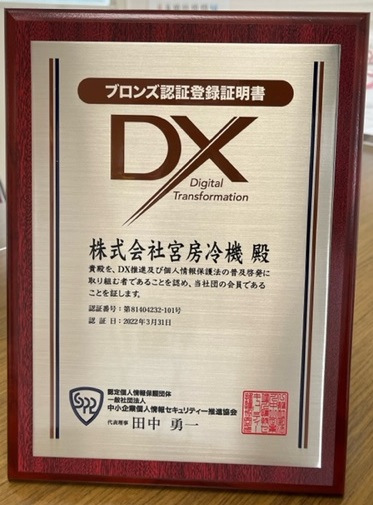 ブロンズ認証登録証明書
DX
Digital
Transformation
株式会社宮房冷機 殿
貴殿を、DX推進及び個人情報保護法の普及啓発に
取り組む者であることを認め、当社団の会員である
ことを証します。
認証番号：第81404232-101号
認 証 日：2022年3月31日
認定個人情報保護団体
一般社団法人
中小企業個人情報セキュリティー推進協会
代表理事 田中 勇一